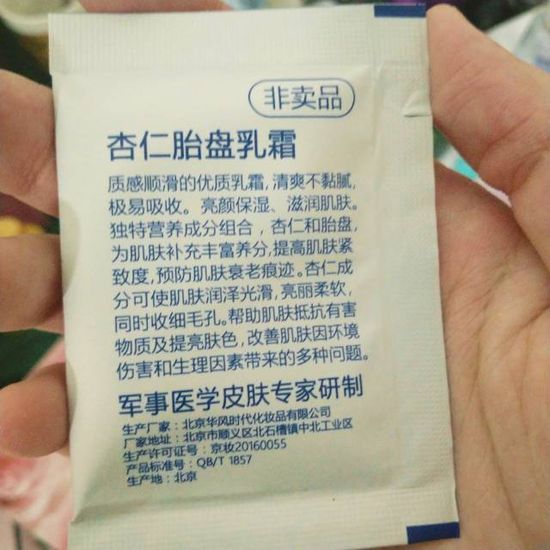 非卖品
杏仁胎盘乳霜
质感顺滑的优质乳霜,清爽不黏腻,
极易吸收。亮颜保湿、滋润肌肤。
独特营养成分组合，杏仁和胎盘,
为肌肤补充丰富养分,提高肌肤紧
致度,预防肌肤衰老痕迹。杏仁成
分可使肌肤润泽光滑,亮丽柔软,
同时收细毛孔。帮助肌肤抵抗有害
物质及提亮肤色,改善肌肤因环境
伤害和生理因素带来的多种问题。
军事医学皮肤专家研制
生产厂家：北京华风时代化妆品有限公司
厂家地址：北京市顺义区北石槽镇中北工业区
生产许可证号：京妆20160055
产品标准号：QB/T 1857
生产地：北京